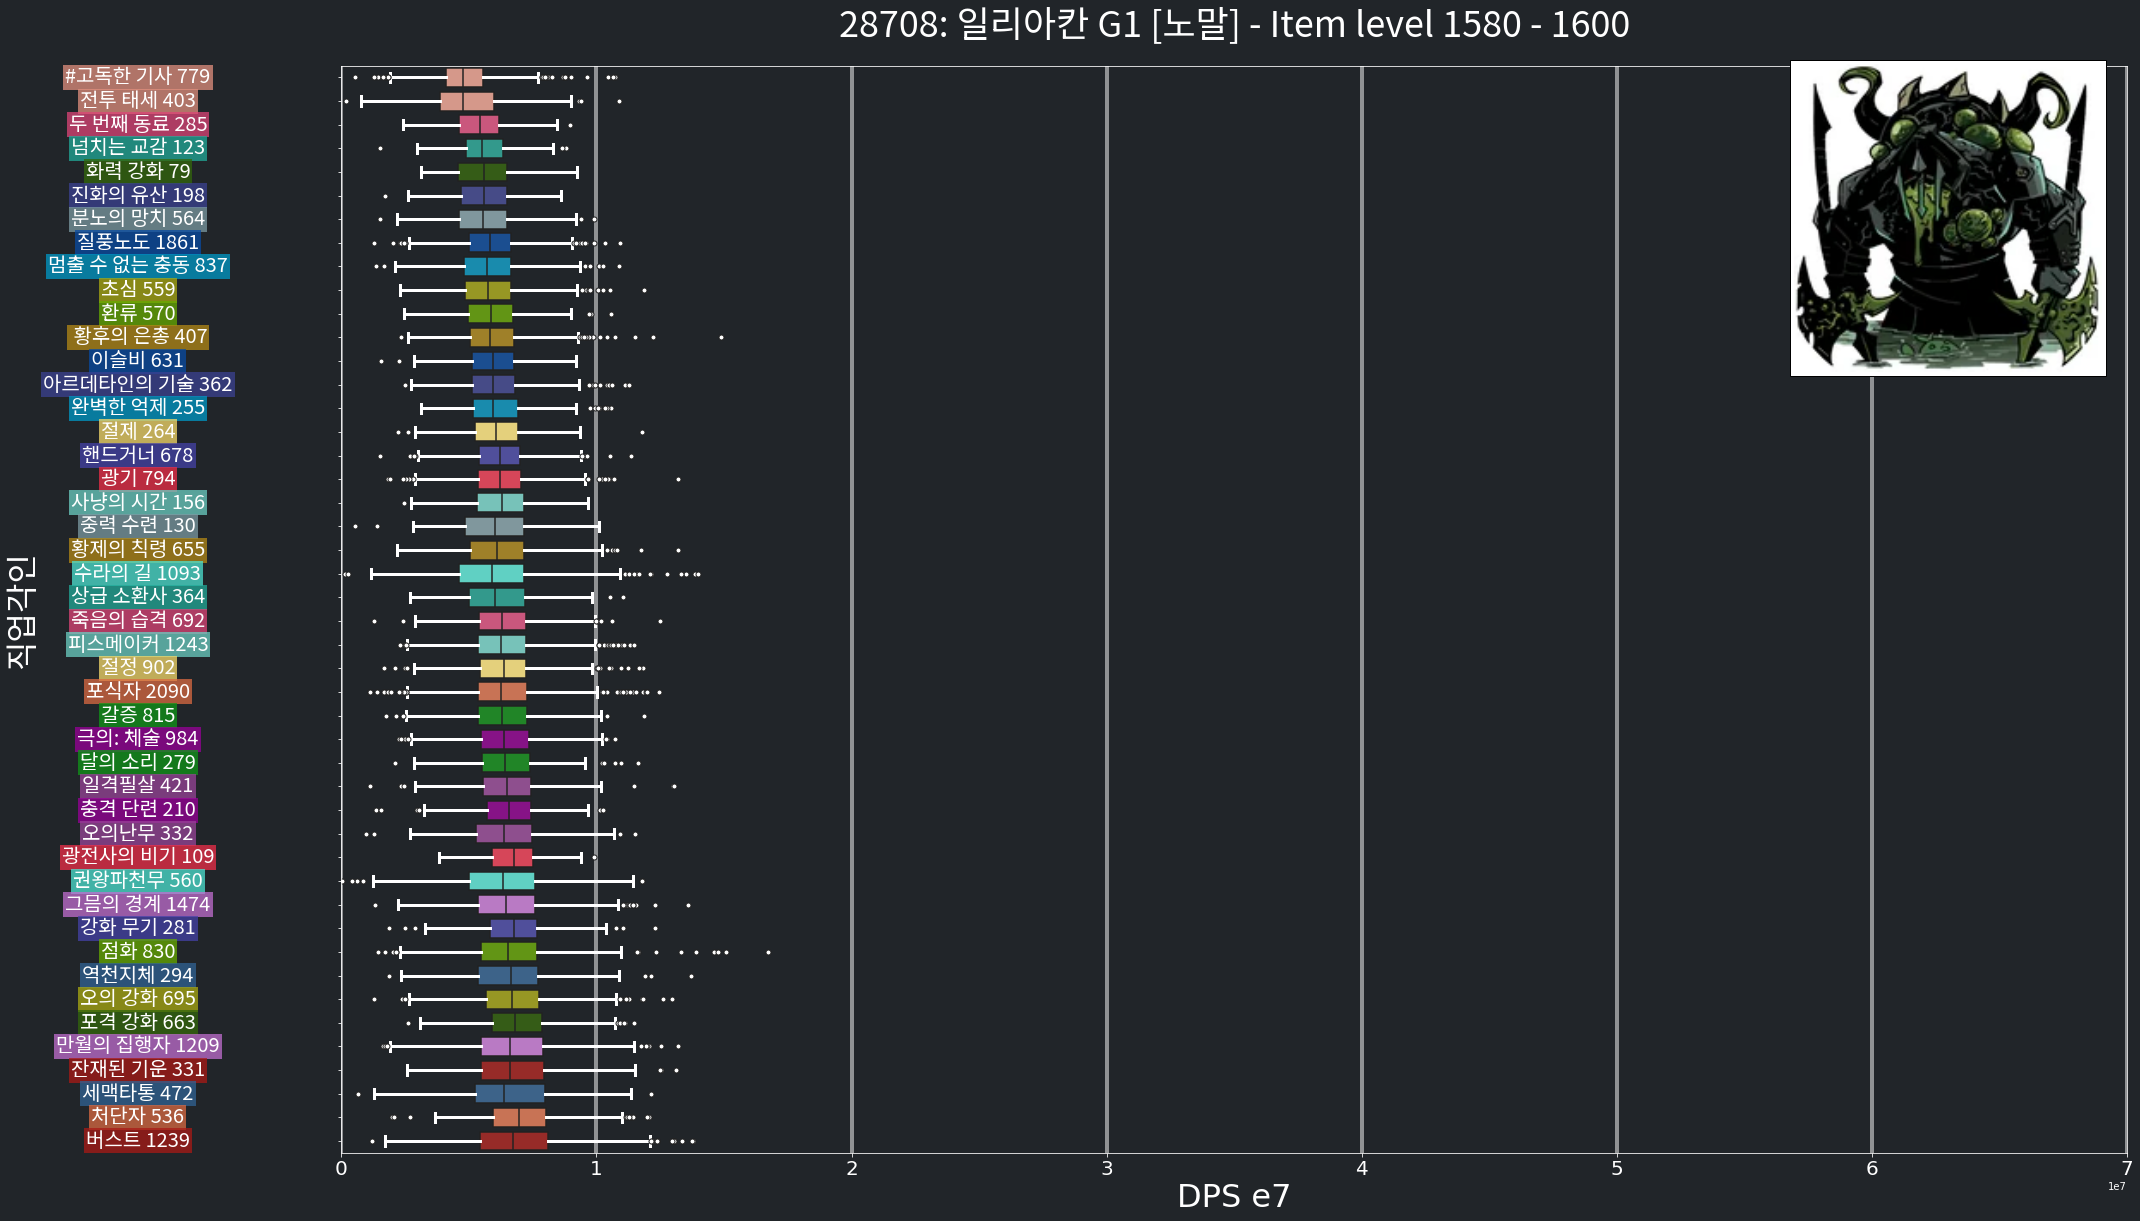 28708: 일리아칸 G1 [노말] - Item level 1580 - 1600
#고독한 기사 779
전투 태세 403
두 번째 동료 285
넘치는 교감 123
화력 강화 79
진화의 유산 198
분노의 망치 564
질풍노도 1861
멈출 수 없는 충동 837
초심 559
환류 570
황후의 은총 407
이슬비 631
아르데타인의 기술 362
완벽한 억제 255
절제 264
핸드거너 678
광기 794
사냥의 시간 156
중력 수련 130
황제의 칙령 655
수라의 길 1093
상급 소환사 364
죽음의 습격 692
피스메이커 1243
절정 902
포식자 2090
갈증 815
극의: 체술 984
달의 소리 279
일격필살 421
충격 단련 210
오의난무 332
광전사의 비기 109
권왕파천무 560
그믐의 경계 1474
강화 무기 281
점화 830
역천지체 294
오의 강화 695
포격 강화 663
만월의 집행자 1209
잔재된 기운 331
세맥타통 472
처단자 536
버스트 1239
직업각인
0 1 2 3 4 5 6 7
DPS e7
1e7